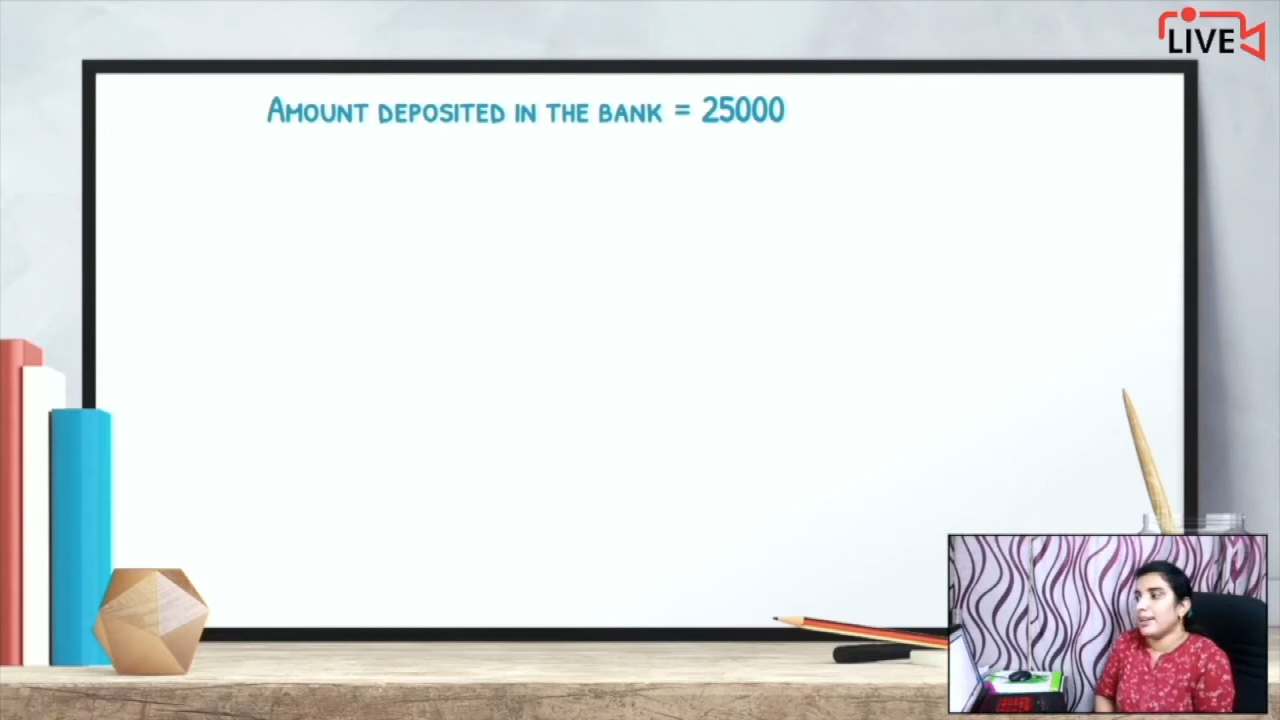 LIVE
AMOUNT DEPOSITED IN THE BANK = 25000